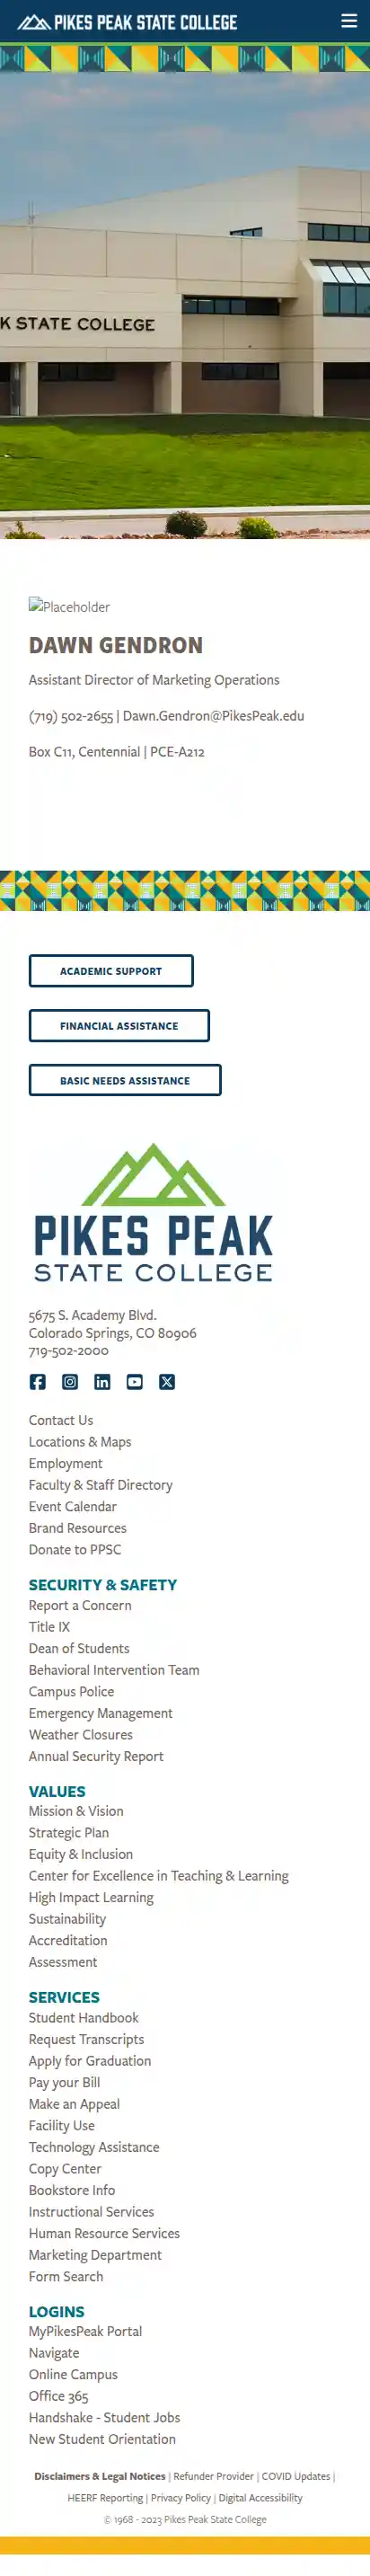 PIKES PEAK STATE COLLEGE
K STATE COLLEGE
Placeholder
DAWN GENDRON
Assistant Director of Marketing Operations
(719) 502-2655 | Dawn.Gendron@PikesPeak.edu
Box C11, Centennial | PCE-A212
ACADEMIC SUPPORT
FINANCIAL ASSISTANCE
BASIC NEEDS ASSISTANCE
PIKES PEAK
STATE COLLEGE
5675 S. Academy Blvd.
Colorado Springs, CO 80906
719-502-2000
Contact Us
Locations & Maps
Employment
Faculty & Staff Directory
Event Calendar
Brand Resources
Donate to PPSC
SECURITY & SAFETY
Report a Concern
Title IX
Dean of Students
Behavioral Intervention Team
Campus Police
Emergency Management
Weather Closures
Annual Security Report
VALUES
Mission & Vision
Strategic Plan
Equity & Inclusion
Center for Excellence in Teaching & Learning
High Impact Learning
Sustainability
Accreditation
Assessment
SERVICES
Student Handbook
Request Transcripts
Apply for Graduation
Pay your Bill
Make an Appeal
Facility Use
Technology Assistance
Copy Center
Bookstore Info
Instructional Services
Human Resource Services
Marketing Department
Form Search
LOGINS
MyPikesPeak Portal
Navigate
Online Campus
Office 365
Handshake - Student Jobs
New Student Orientation
Disclaimers & Legal Notices | Refunder Provider | COVID Updates |
HEERF Reporting | Privacy Policy | Digital Accessibility
© 1968 - 2023 Pikes Peak State College